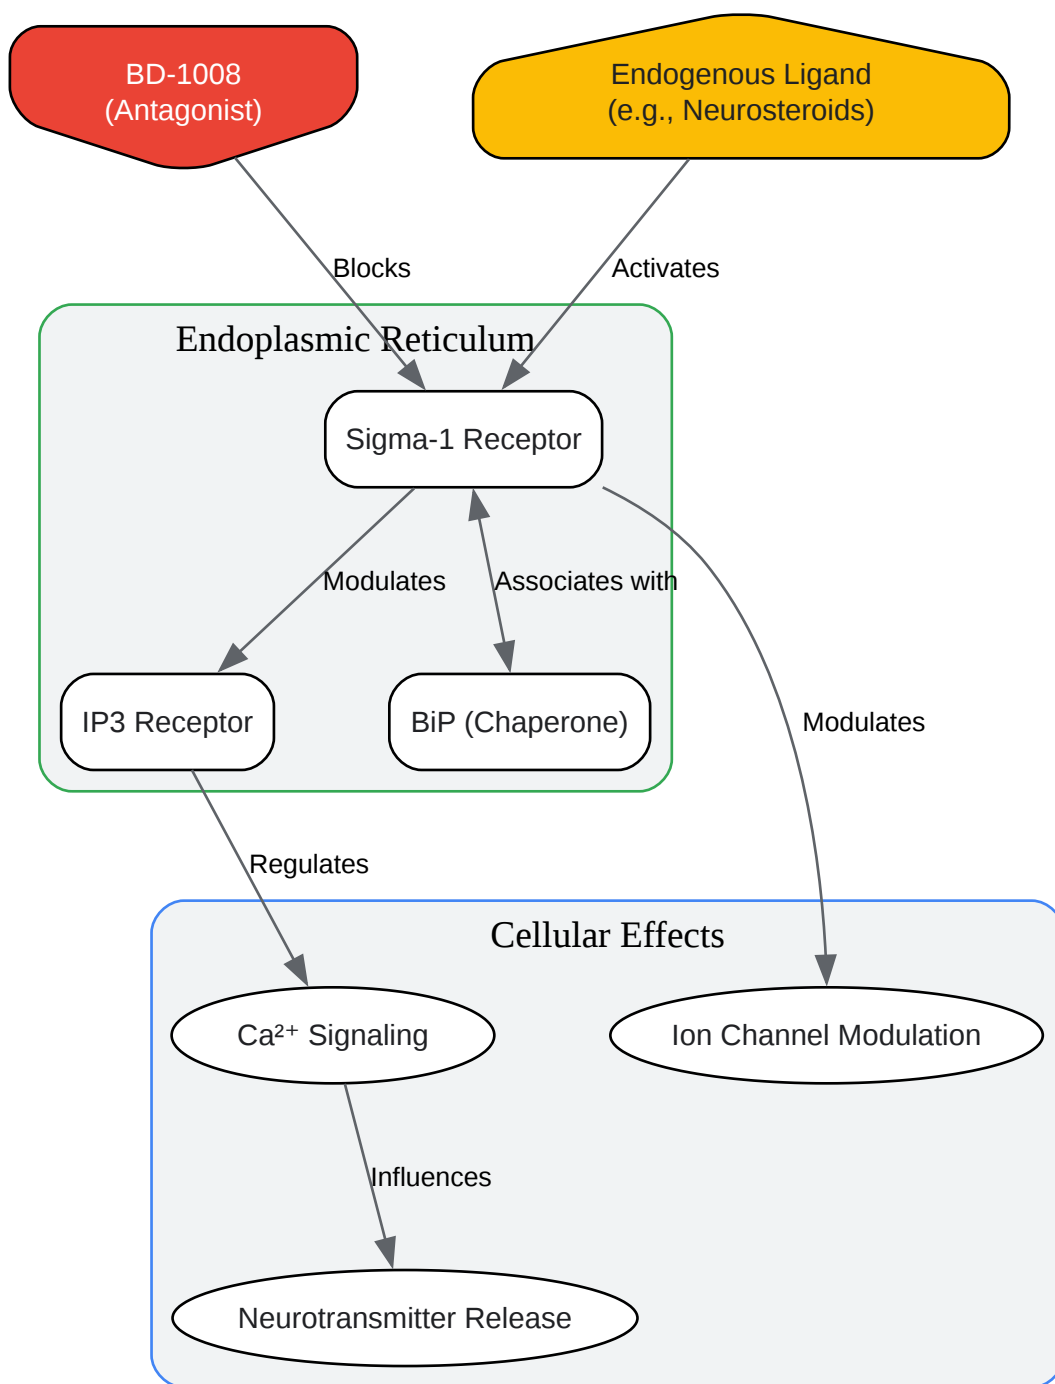 BD-1008
(Antagonist)
Endogenous Ligand
(e.g., Neurosteroids)
Blocks
Activates
Endoplasmic Reticulum
Sigma-1 Receptor
Modulates
Associates with
IP3 Receptor
BiP (Chaperone)
Modulates
Regulates
Cellular Effects
Ca²⁺ Signaling
Ion Channel Modulation
Influences
Neurotransmitter Release